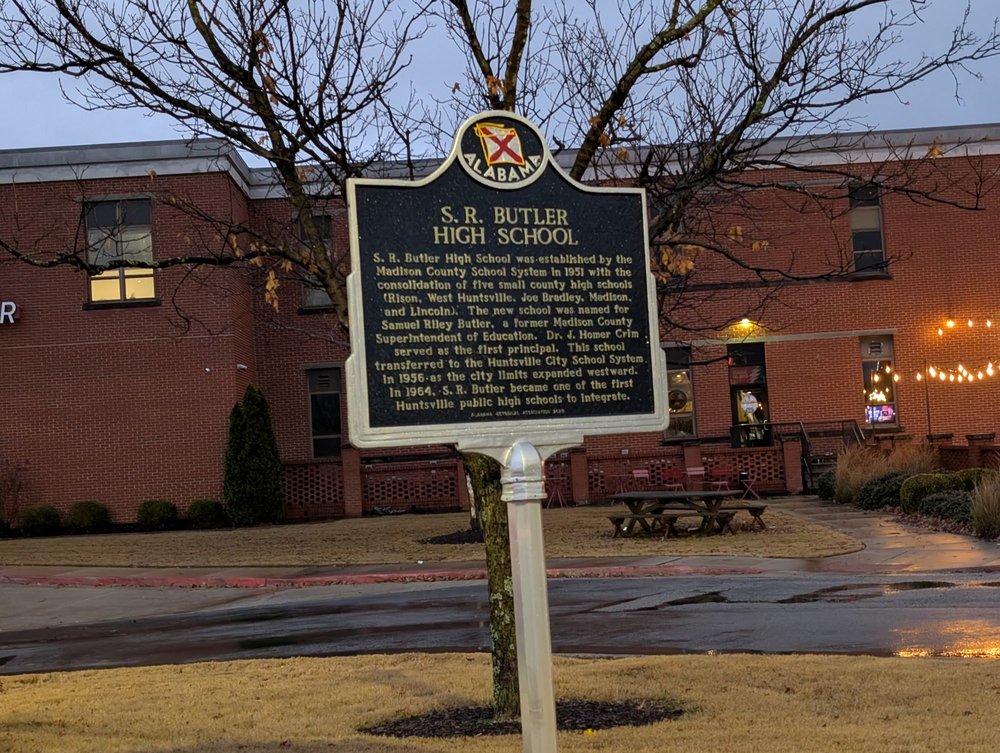 ALABAMA
S. R. BUTLER
HIGH SCHOOL
S. R. Butler High School was established by the
Madison County School System in 1951 with the
consolidation of five small county high schools
(Rison, West Huntsville, Joe Bradley, Madison,
and Lincoln). The new school was named for
Samuel Riley Butler, a former Madison County
Superintendent of Education. Dr. J. Homer Crim
served as the first principal. This school
transferred to the Huntsville City School System
in 1956 as the city limits expanded westward.
In 1964, S. R. Butler became one of the first
Huntsville public high schools to integrate.
ALABAMA HISTORICAL ASSOCIATION
R